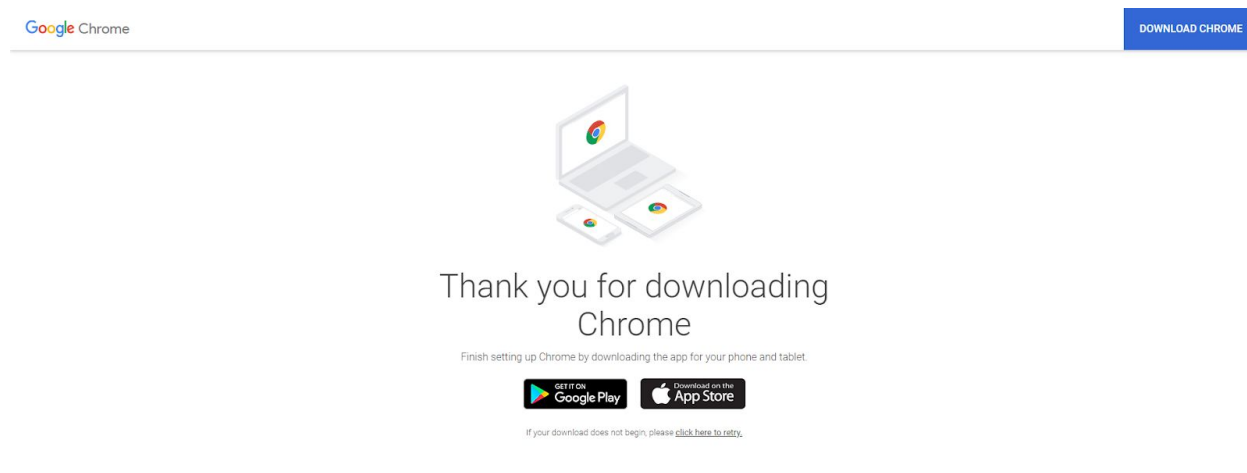 Google Chrome
DOWNLOAD CHROME
Thank you for downloading
Chrome
Finish setting up Chrome by downloading the app for your phone and tablet.
GET IT ON
Google Play
Download on the
App Store
If your download does not begin, please click here to retry.